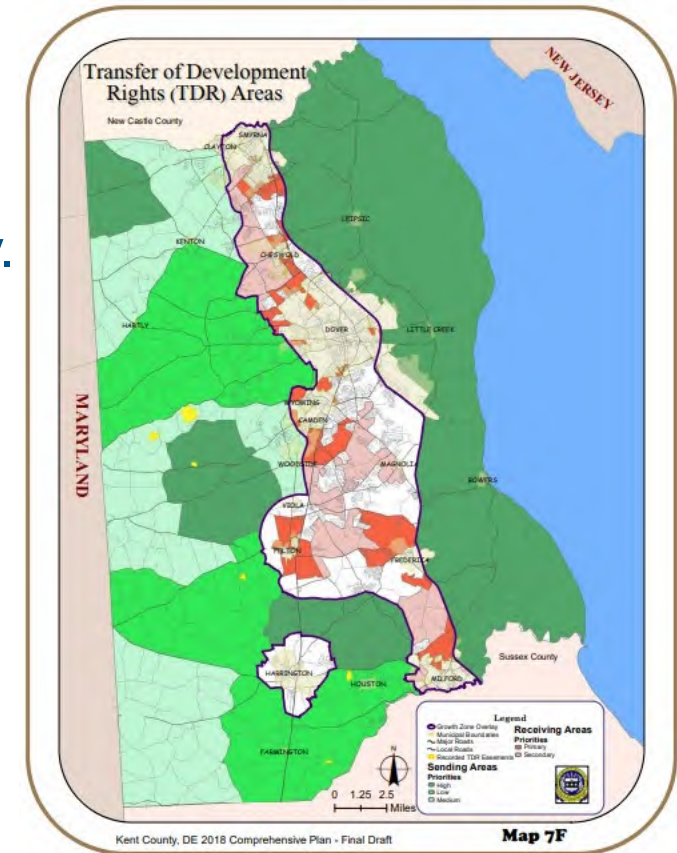 y.
Transfer of Development
Rights (TDR) Areas
New Castle County
NEW JERSEY
SMYRNA
CLAYTON
LEIPSIC
KENTON
CHESWOLD
HARTLY
DOVER
LITTLE CREEK
WYOMING
CAMDEN
MARYLAND
WOODSIDE
MAGNOLIA
BOWERS
VIOLA
FELTON
FREDERICA
Sussex County
HARRINGTON
HOUSTON
MILFORD
FARMINGTON
N
0 1.25 2.5
Miles
Legend
Growth Zone Overlay
Municipal Boundaries
Major Roads
Local Roads
Recorded TDR Easements
Sending Areas
Priorities
High
Low
Medium
Receiving Areas
Priorities
Primary
Secondary
Kent County, DE 2018 Comprehensive Plan - Final Draft
Map 7F